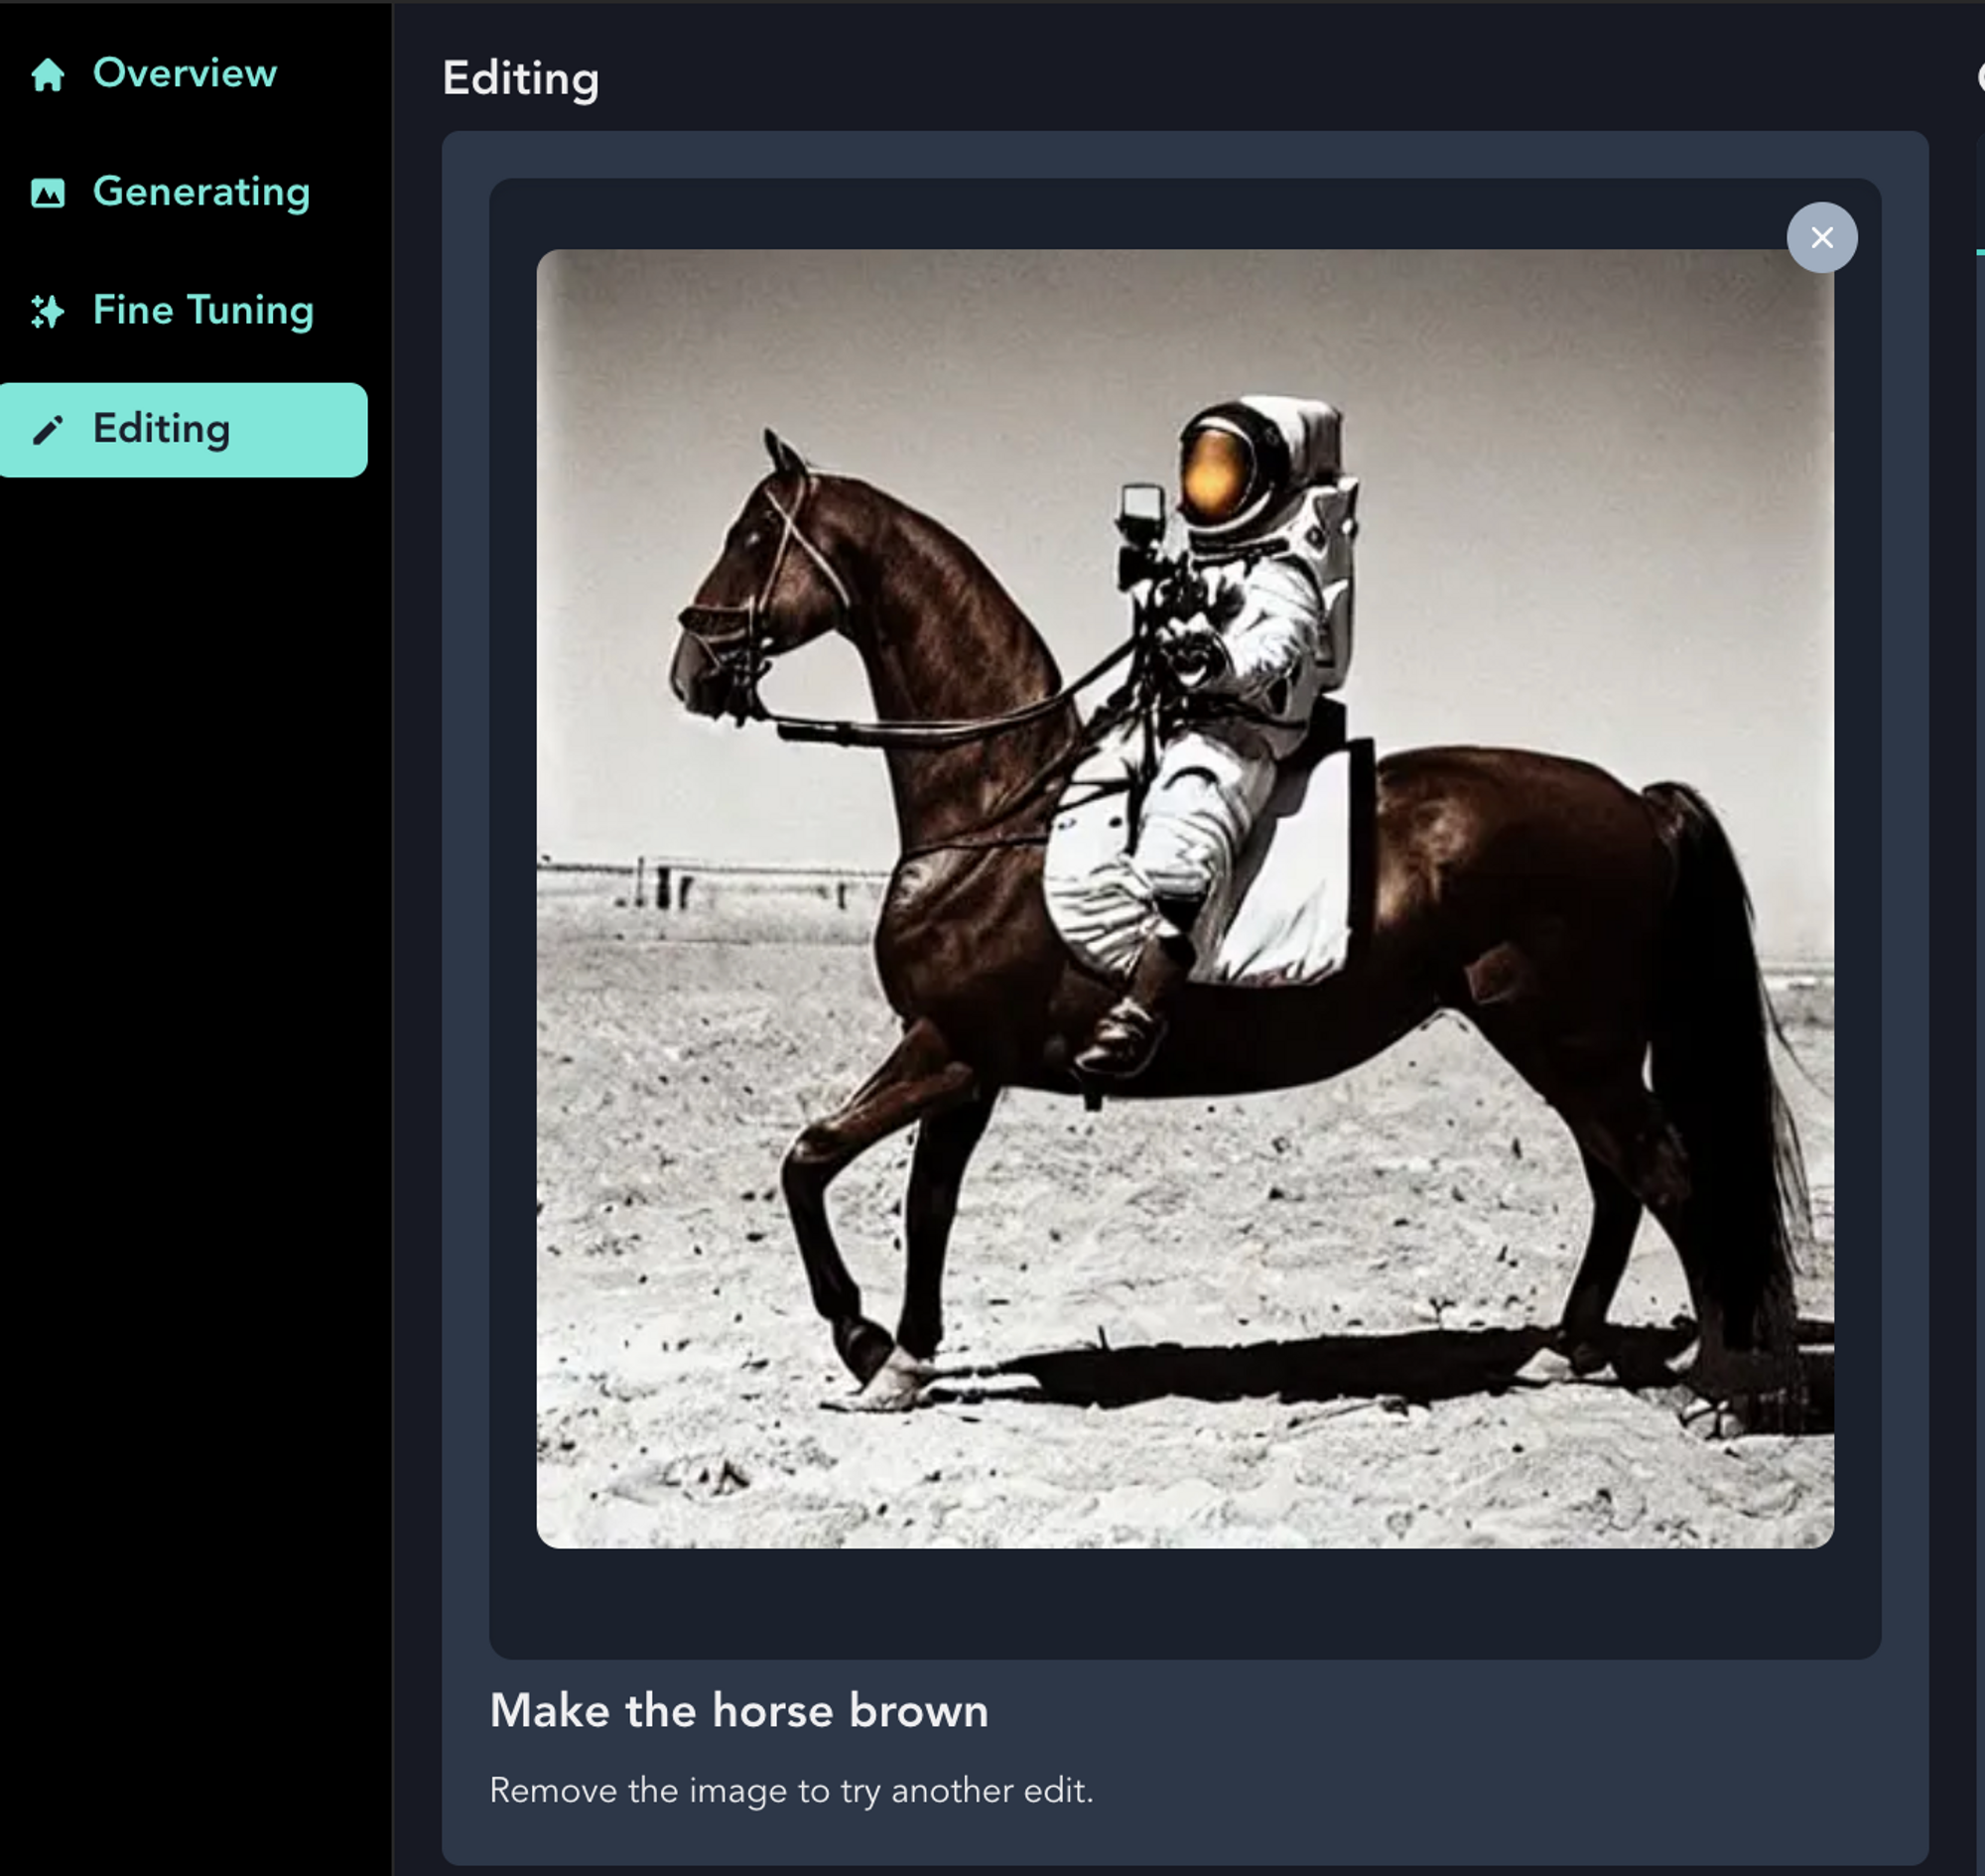 Overview
Generating
Fine Tuning
Editing
Editing
Make the horse brown
Remove the image to try another edit.